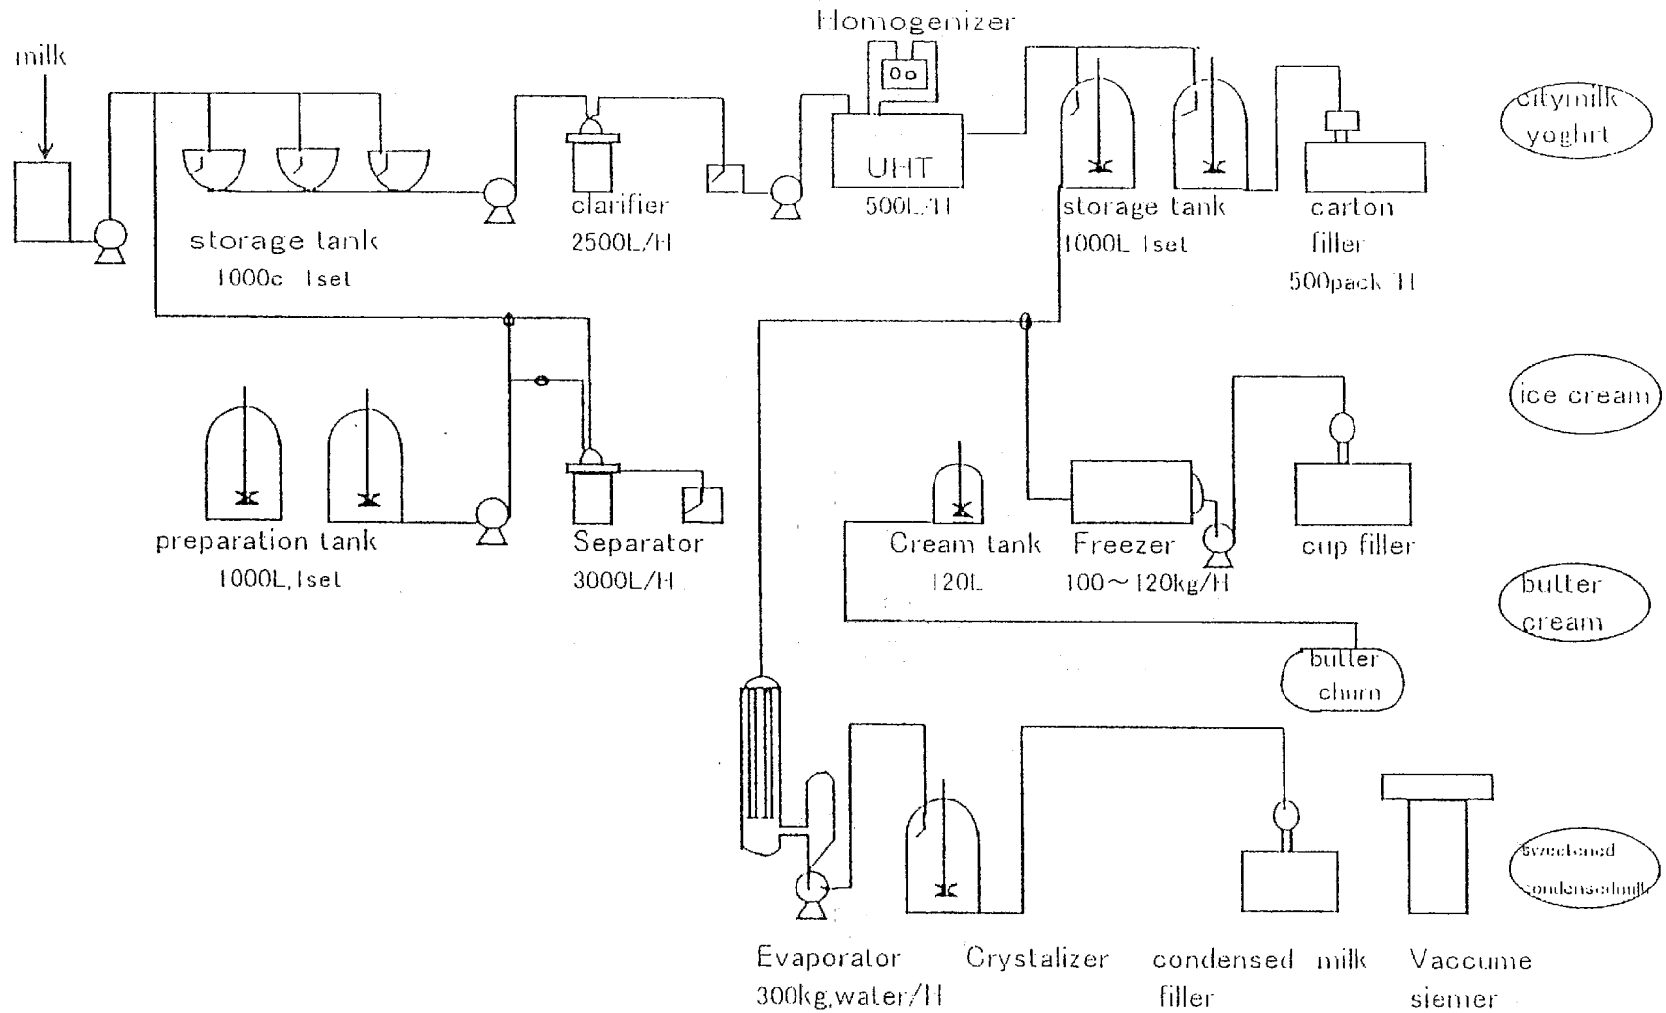 Homogenizer
milk
UHT
500L/H
clarifier
2500L/H
storage tank
1000c 1set
storage tank
1000L 1set
carton
filler
500pack/H
citymilk
yoghrt
ice cream
preparation tank
1000L,1set
Separator
3000L/H
Cream tank
120L
Freezer
100~120kg/H
cup filler
butter
cream
butter
churn
sweetened
condensedmilk
Evaporator
300kg,water/H
Crystalizer
condensed milk
filler
Vaccume
siemer